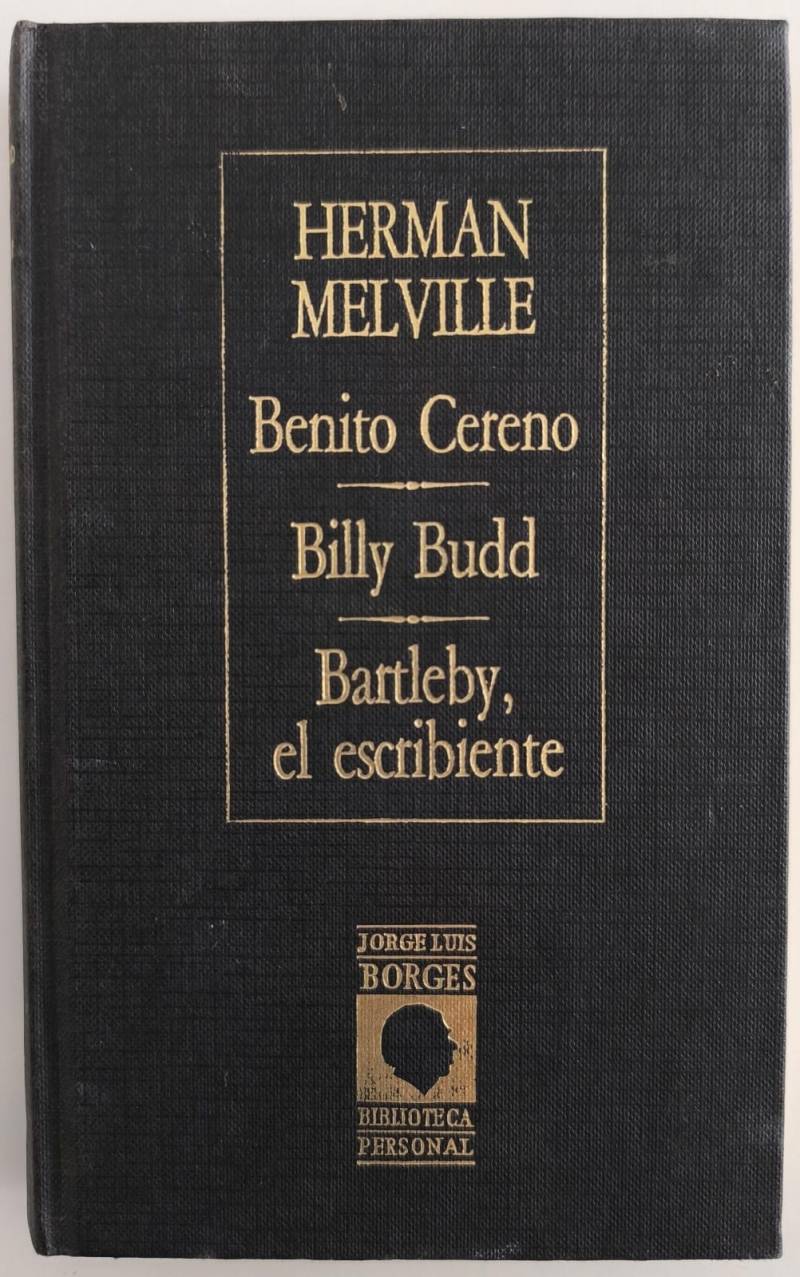 HERMAN
MELVILLE
Benito Cereno
Billy Budd
Bartleby,
el escribiente
JORGE LUIS
BORGES
BIBLIOTECA
PERSONAL